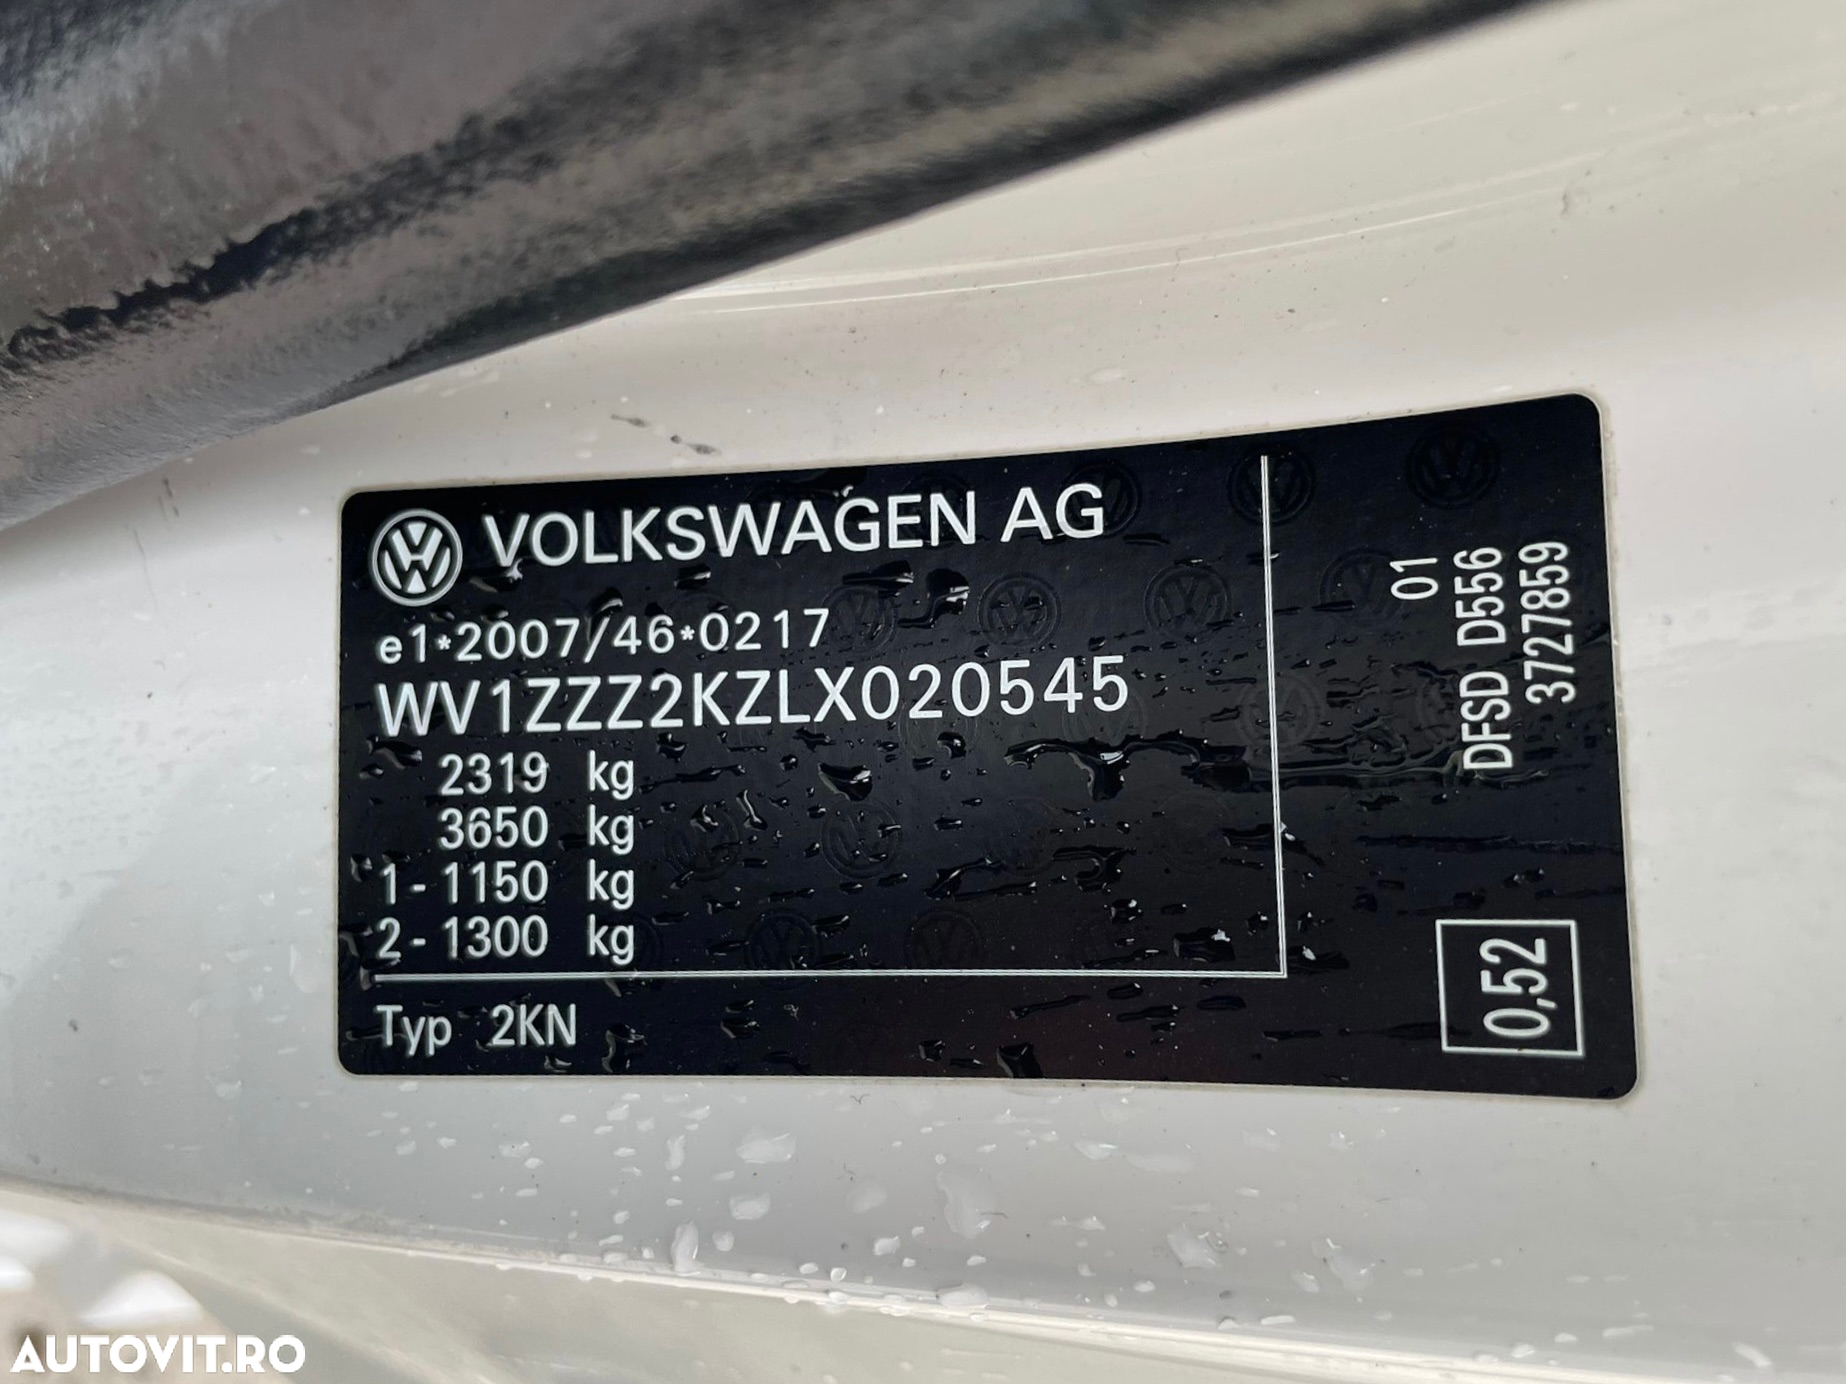 VOLKSWAGEN AG
e1*2007/46*0217
WV1ZZZ2KZLX020545
2319 kg
3650 kg
1 - 1150 kg
2 - 1300 kg
Typ 2KN
01
DFSD D556
3727859
0,52
AUTOVIT.RO